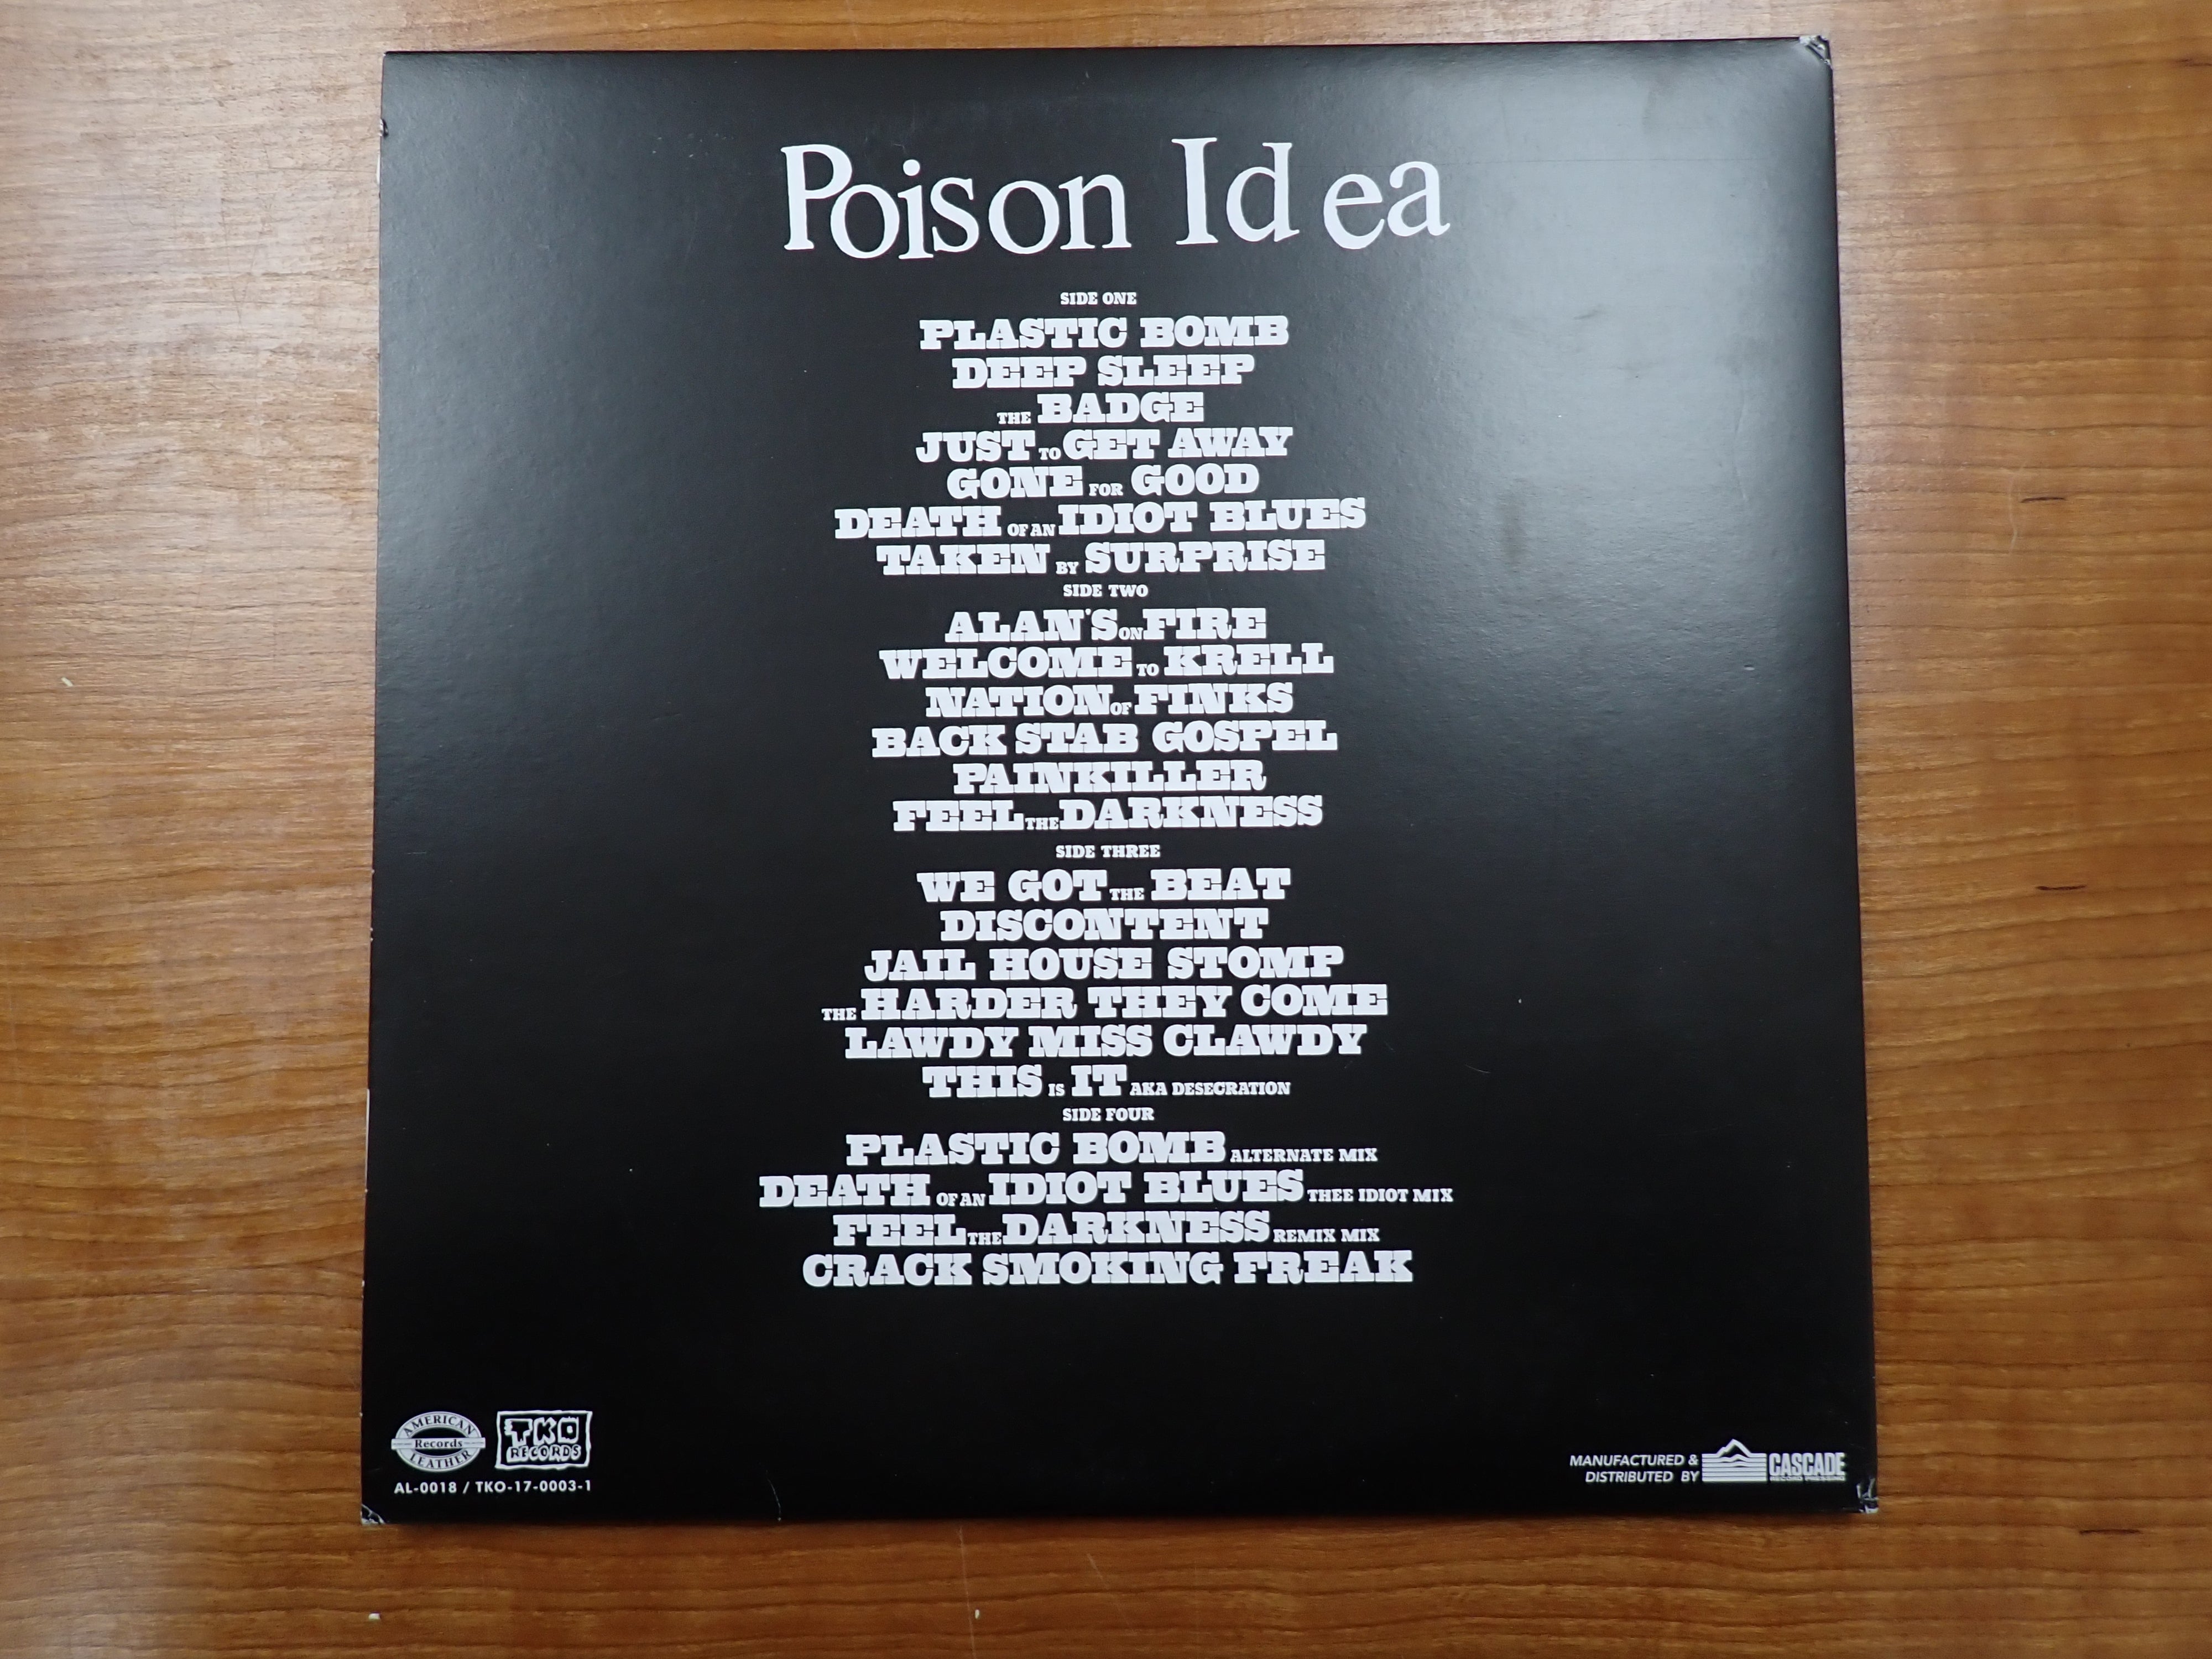 Poison Idea
SIDE ONE
PLASTIC BOMB
DEEP SLEEP
THE BADGE
JUST TO GET AWAY
GONE FOR GOOD
DEATH OF AN IDIOT BLUES
TAKEN BY SURPRISE
SIDE TWO
ALAN'S ON FIRE
WELCOME TO KRELL
NATION OF FINKS
BACK STAB GOSPEL
PAINKILLER
FEEL THE DARKNESS
SIDE THREE
WE GOT THE BEAT
DISCONTENT
JAIL HOUSE STOMP
THE HARDER THEY COME
LAWDY MISS CLAWDY
THIS IS IT AKA DESECRATION
SIDE FOUR
PLASTIC BOMB ALTERNATE MIX
DEATH OF AN IDIOT BLUES THEE IDIOT MIX
FEEL THE DARKNESS REMIX MIX
CRACK SMOKING FREAK
AMERICAN
Records
LEATHER
TKO
RECORDS
AL-0018 / TKO-17-0003-1
MANUFACTURED &
DISTRIBUTED BY
CASCADE
RECORD PRESSING